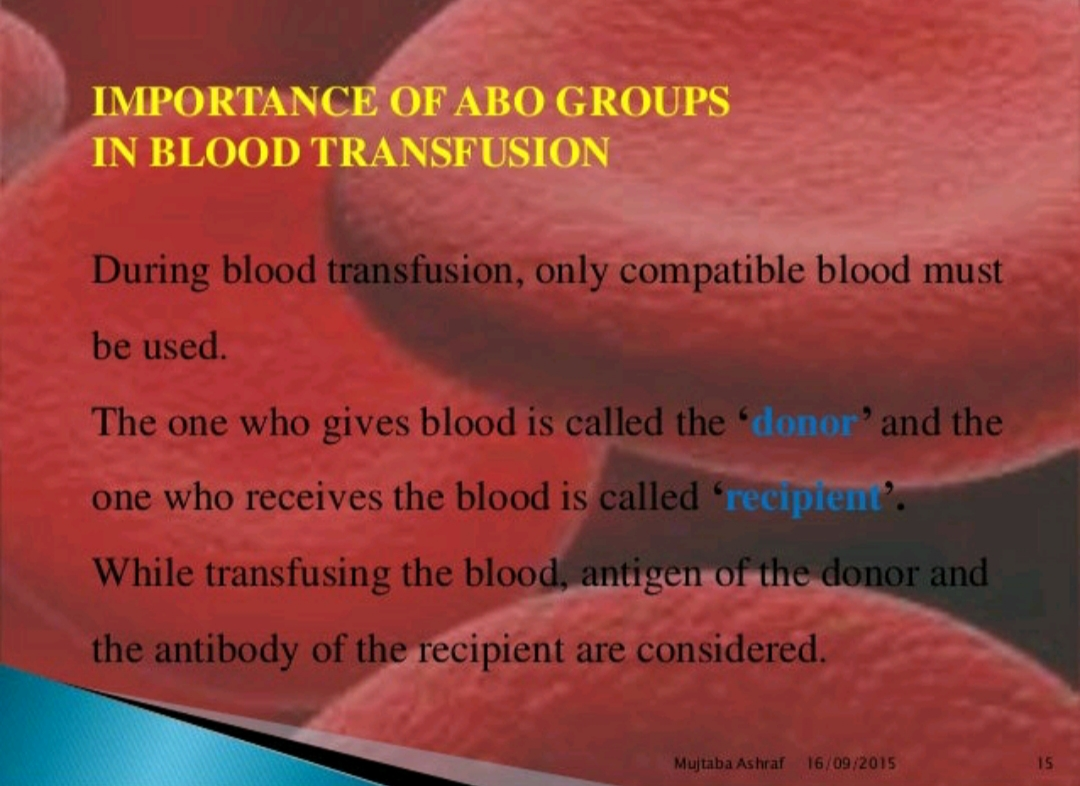 IMPORTANCE OF ABO GROUPS
IN BLOOD TRANSFUSION
During blood transfusion, only compatible blood must
be used.
The one who gives blood is called the ‘donor’ and the
one who receives the blood is called ‘recipient’.
While transfusing the blood, antigen of the donor and
the antibody of the recipient are considered.
Mujtaba Ashraf 16/09/2015 15